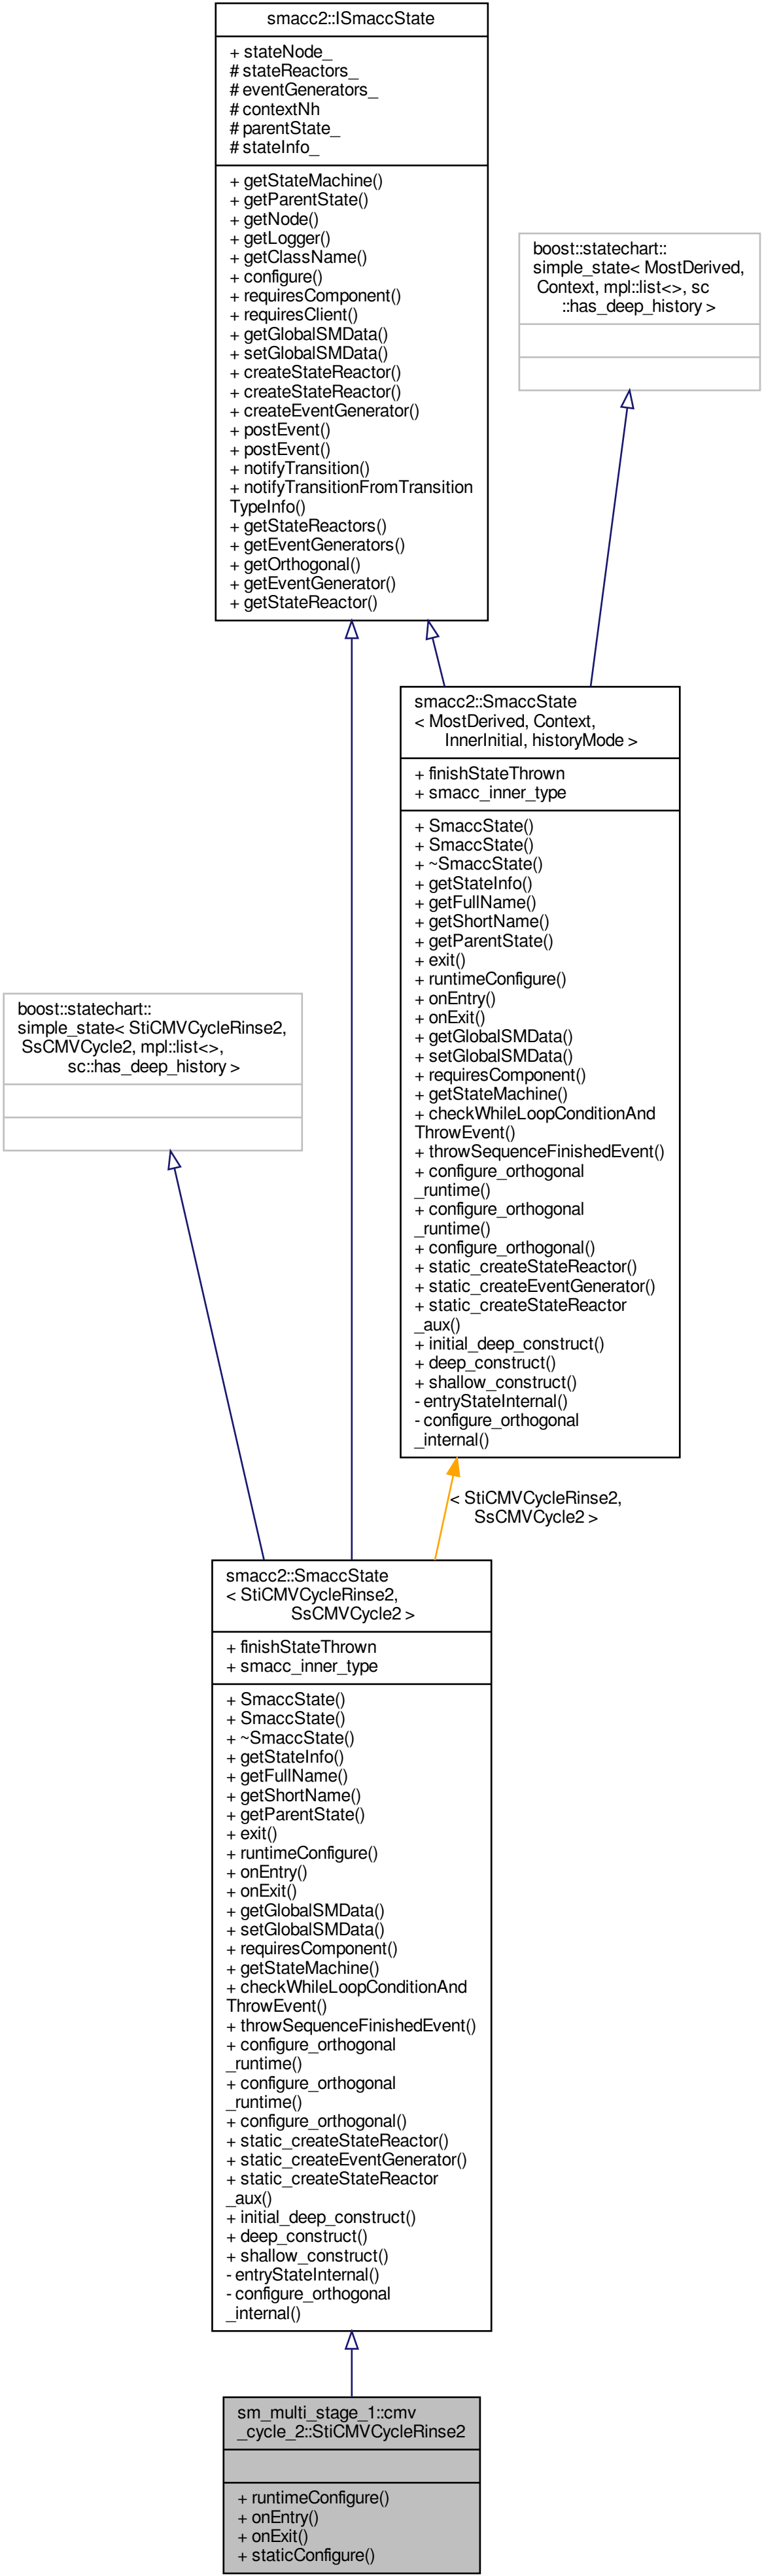 smacc2::ISmaccState
+ stateNode_
# stateReactors_
# eventGenerators_
# contextNh
# parentState_
# stateInfo_
+ getStateMachine()
+ getParentState()
+ getNode()
+ getLogger()
+ getClassName()
+ configure()
+ requiresComponent()
+ requiresClient()
+ getGlobalSMData()
+ setGlobalSMData()
+ createStateReactor()
+ createStateReactor()
+ createEventGenerator()
+ postEvent()
+ postEvent()
+ notifyTransition()
+ notifyTransitionFromTransition
TypeInfo()
+ getStateReactors()
+ getEventGenerators()
+ getOrthogonal()
+ getEventGenerator()
+ getStateReactor()
boost::statechart::
simple_state< MostDerived,
Context, mpl::list<>, sc
::has_deep_history >
smacc2::SmaccState
< MostDerived, Context,
InnerInitial, historyMode >
+ finishStateThrown
+ smacc_inner_type
+ SmaccState()
+ SmaccState()
+ ~SmaccState()
+ getStateInfo()
+ getFullName()
+ getShortName()
+ getParentState()
+ exit()
+ runtimeConfigure()
+ onEntry()
+ onExit()
+ getGlobalSMData()
+ setGlobalSMData()
+ requiresComponent()
+ getStateMachine()
+ checkWhileLoopConditionAnd
ThrowEvent()
+ throwSequenceFinishedEvent()
+ configure_orthogonal
_runtime()
+ configure_orthogonal
_runtime()
+ configure_orthogonal()
+ static_createStateReactor()
+ static_createEventGenerator()
+ static_createStateReactor
_aux()
+ initial_deep_construct()
+ deep_construct()
+ shallow_construct()
- entryStateInternal()
- configure_orthogonal
_internal()
boost::statechart::
simple_state< StiCMVCycleRinse2,
SsCMVCycle2, mpl::list<>,
sc::has_deep_history >
< StiCMVCycleRinse2,
SsCMVCycle2 >
smacc2::SmaccState
< StiCMVCycleRinse2,
SsCMVCycle2 >
+ finishStateThrown
+ smacc_inner_type
+ SmaccState()
+ SmaccState()
+ ~SmaccState()
+ getStateInfo()
+ getFullName()
+ getShortName()
+ getParentState()
+ exit()
+ runtimeConfigure()
+ onEntry()
+ onExit()
+ getGlobalSMData()
+ setGlobalSMData()
+ requiresComponent()
+ getStateMachine()
+ checkWhileLoopConditionAnd
ThrowEvent()
+ throwSequenceFinishedEvent()
+ configure_orthogonal
_runtime()
+ configure_orthogonal
_runtime()
+ configure_orthogonal()
+ static_createStateReactor()
+ static_createEventGenerator()
+ static_createStateReactor
_aux()
+ initial_deep_construct()
+ deep_construct()
+ shallow_construct()
- entryStateInternal()
- configure_orthogonal
_internal()
sm_multi_stage_1::cmv
_cycle_2::StiCMVCycleRinse2
+ runtimeConfigure()
+ onEntry()
+ onExit()
+ staticConfigure()